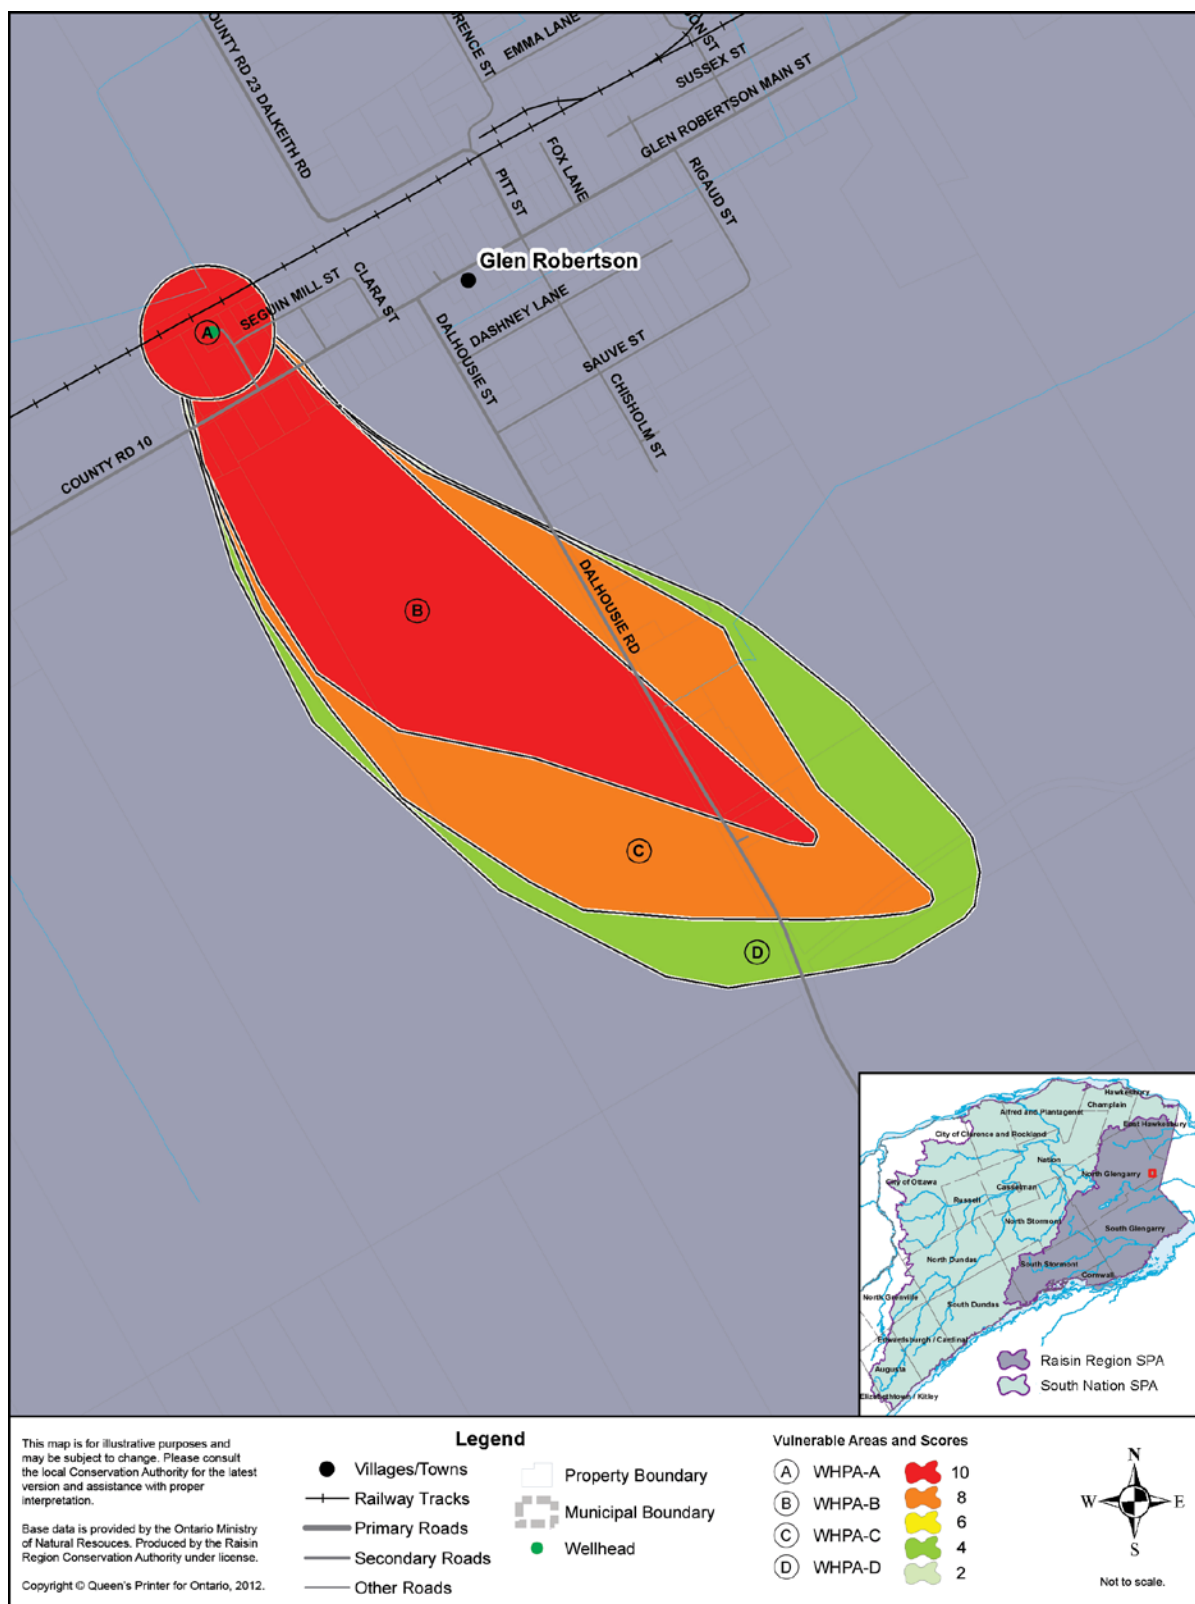 COUNTY RD 23 DALKEITH RD
EMMA LANE
SUSSEX ST
GLEN ROBERTSON MAIN ST
FOX LANE
PITT ST
RIGAUD ST
Glen Robertson
SEGUIN MILL ST
CLARA ST
DASHNEY LANE
DALHOUSIE ST
SAUVE ST
CHISHOLM ST
A
COUNTY RD 10
DALHOUSIE RD
B
C
D
Hawkesbury
Champlain
Alfred and Plantagenet
East Hawkesbury
City of Clarence and Rockland
Nation
North Glengarry
City of Ottawa
Casselman
Russell
North Stormont
South Glengarry
North Dundas
South Stormont
Cornwall
North Grenville
South Dundas
Edwardsburgh / Cardinal
Augusta
Elizabethtown / Kitley
Raisin Region SPA
South Nation SPA
This map is for illustrative purposes and
may be subject to change. Please consult
the local Conservation Authority for the latest
version and assistance with proper
interpretation.
Base data is provided by the Ontario Ministry
of Natural Resouces. Produced by the Raisin
Region Conservation Authority under license.
Copyright © Queen's Printer for Ontario, 2012.
Legend
Villages/Towns
Railway Tracks
Primary Roads
Secondary Roads
Other Roads
Property Boundary
Municipal Boundary
Wellhead
Vulnerable Areas and Scores
A WHPA-A 10
B WHPA-B 8
6
C WHPA-C 4
D WHPA-D 2
N
W E
S
Not to scale.